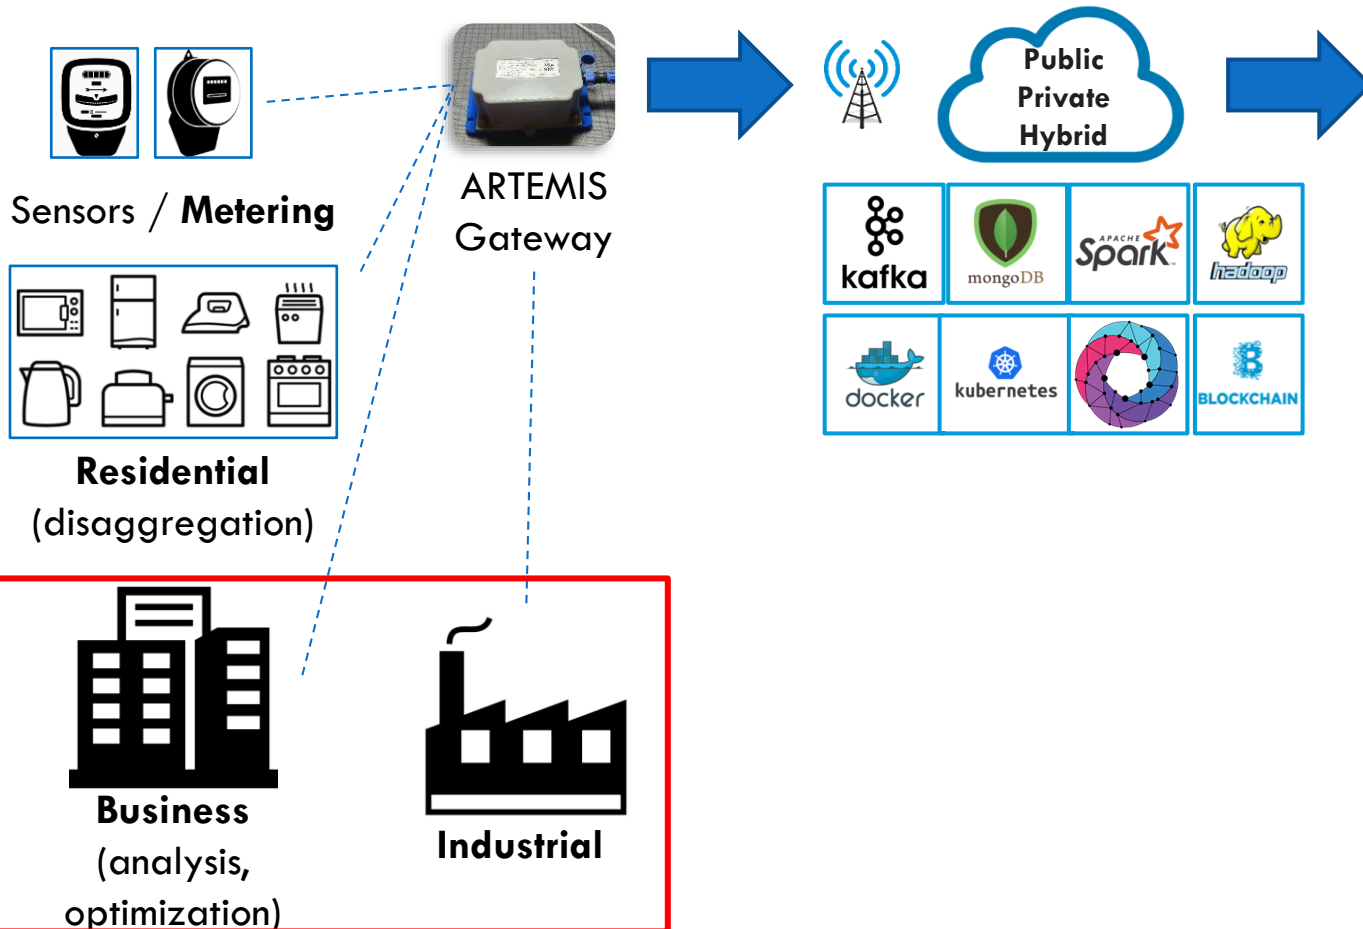 Sensors / Metering
Residential
(disaggregation)
Business
(analysis,
optimization)
Industrial
ARTEMIS
Gateway
Public
Private
Hybrid
kafka
mongoDB
APACHE
Spark
hadoop
docker
kubernetes
BLOCKCHAIN